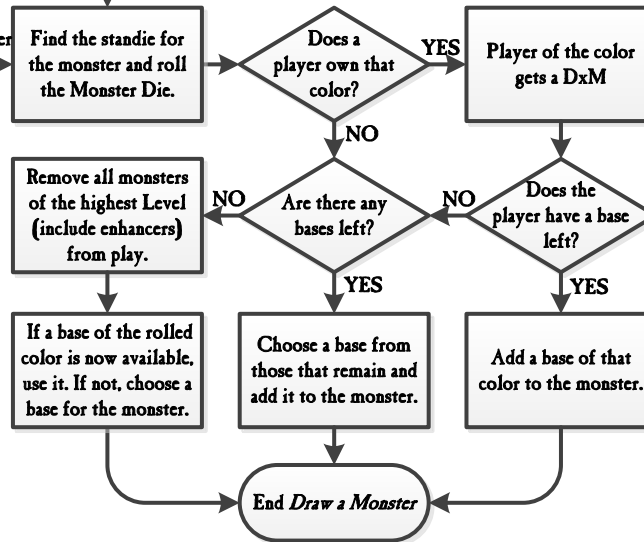 er
Find the standie for
the monster and roll
the Monster Die.
Does a
player own that
color?
YES
Player of the color
gets a DxM
NO
Remove all monsters
of the highest Level
(include enhancers)
from play.
NO
Are there any
bases left?
NO
Does the
player have a base
left?
YES
YES
If a base of the rolled
color is now available,
use it. If not, choose a
base for the monster.
Choose a base from
those that remain and
add it to the monster.
Add a base of that
color to the monster.
End Draw a Monster